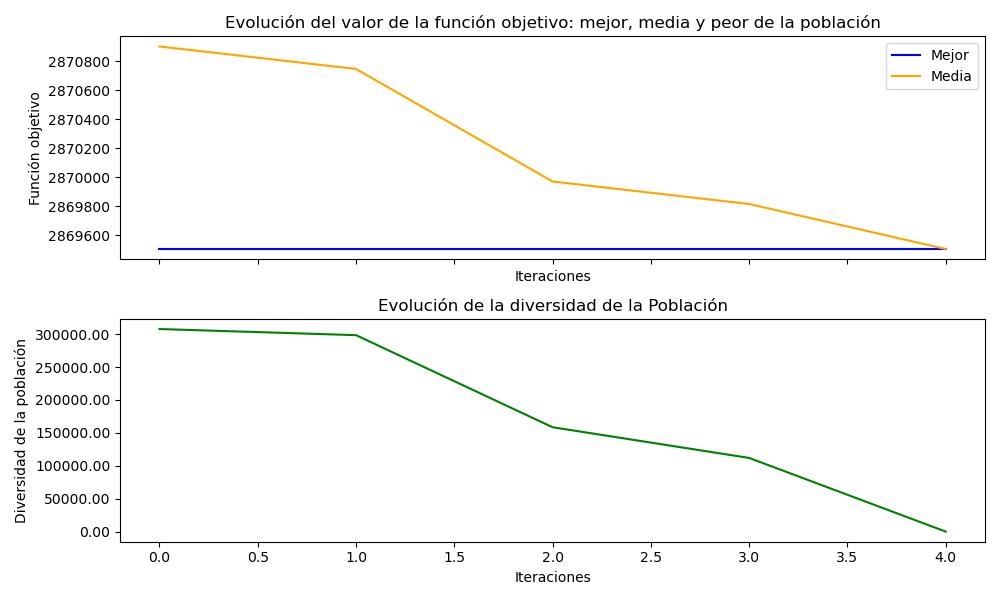 Evolución del valor de la función objetivo: mejor, media y peor de la población
2870800
2870600
2870400
2870200
2870000
2869800
2869600
Función objetivo
Mejor
Media
Iteraciones
Evolución de la diversidad de la Población
300000.00
250000.00
200000.00
150000.00
100000.00
50000.00
0.00
Diversidad de la población
0.0 0.5 1.0 1.5 2.0 2.5 3.0 3.5 4.0
Iteraciones